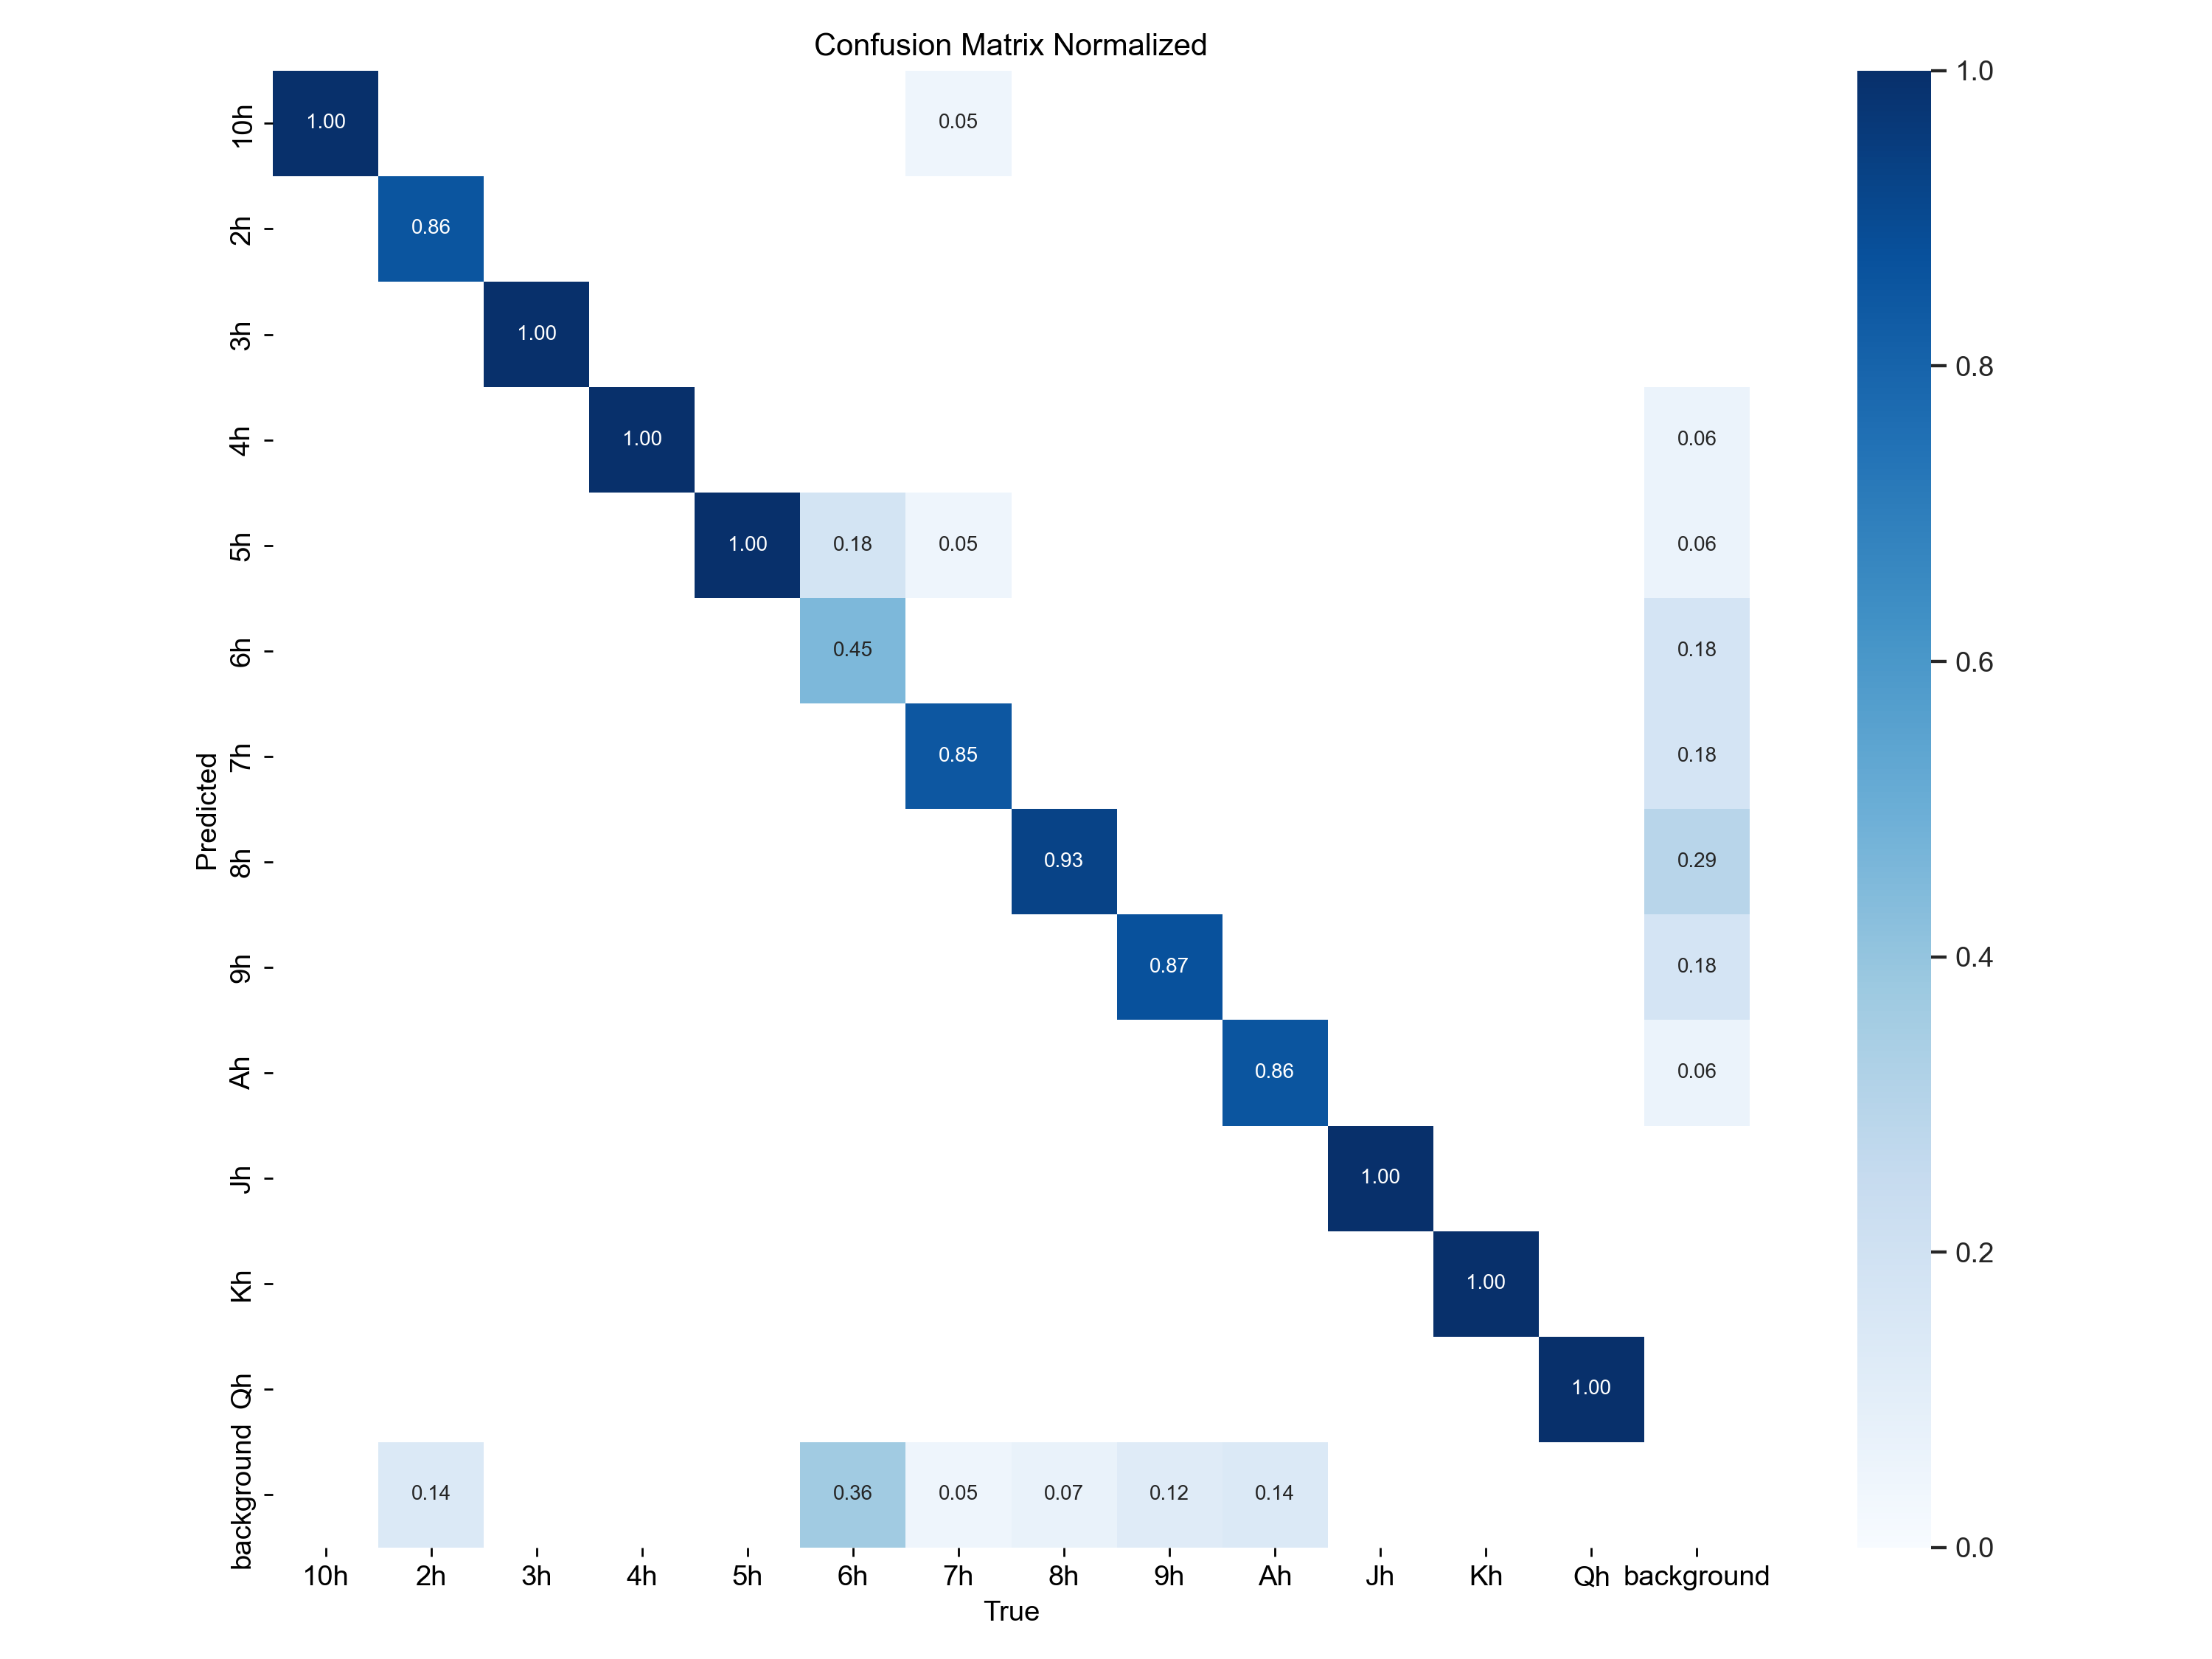 Confusion Matrix Normalized
10h 1.00 0.05
2h 0.86
3h 1.00
4h 1.00 0.06
5h 1.00 0.18 0.05 0.06
6h 0.45 0.18
7h 0.85 0.18
8h 0.93 0.29
9h 0.87 0.18
Ah 0.86 0.06
Jh 1.00
Kh 1.00
Qh 1.00
background 0.14 0.36 0.05 0.07 0.12 0.14
Predicted
10h 2h 3h 4h 5h 6h 7h 8h 9h Ah Jh Kh Qh background
True
1.0
0.8
0.6
0.4
0.2
0.0